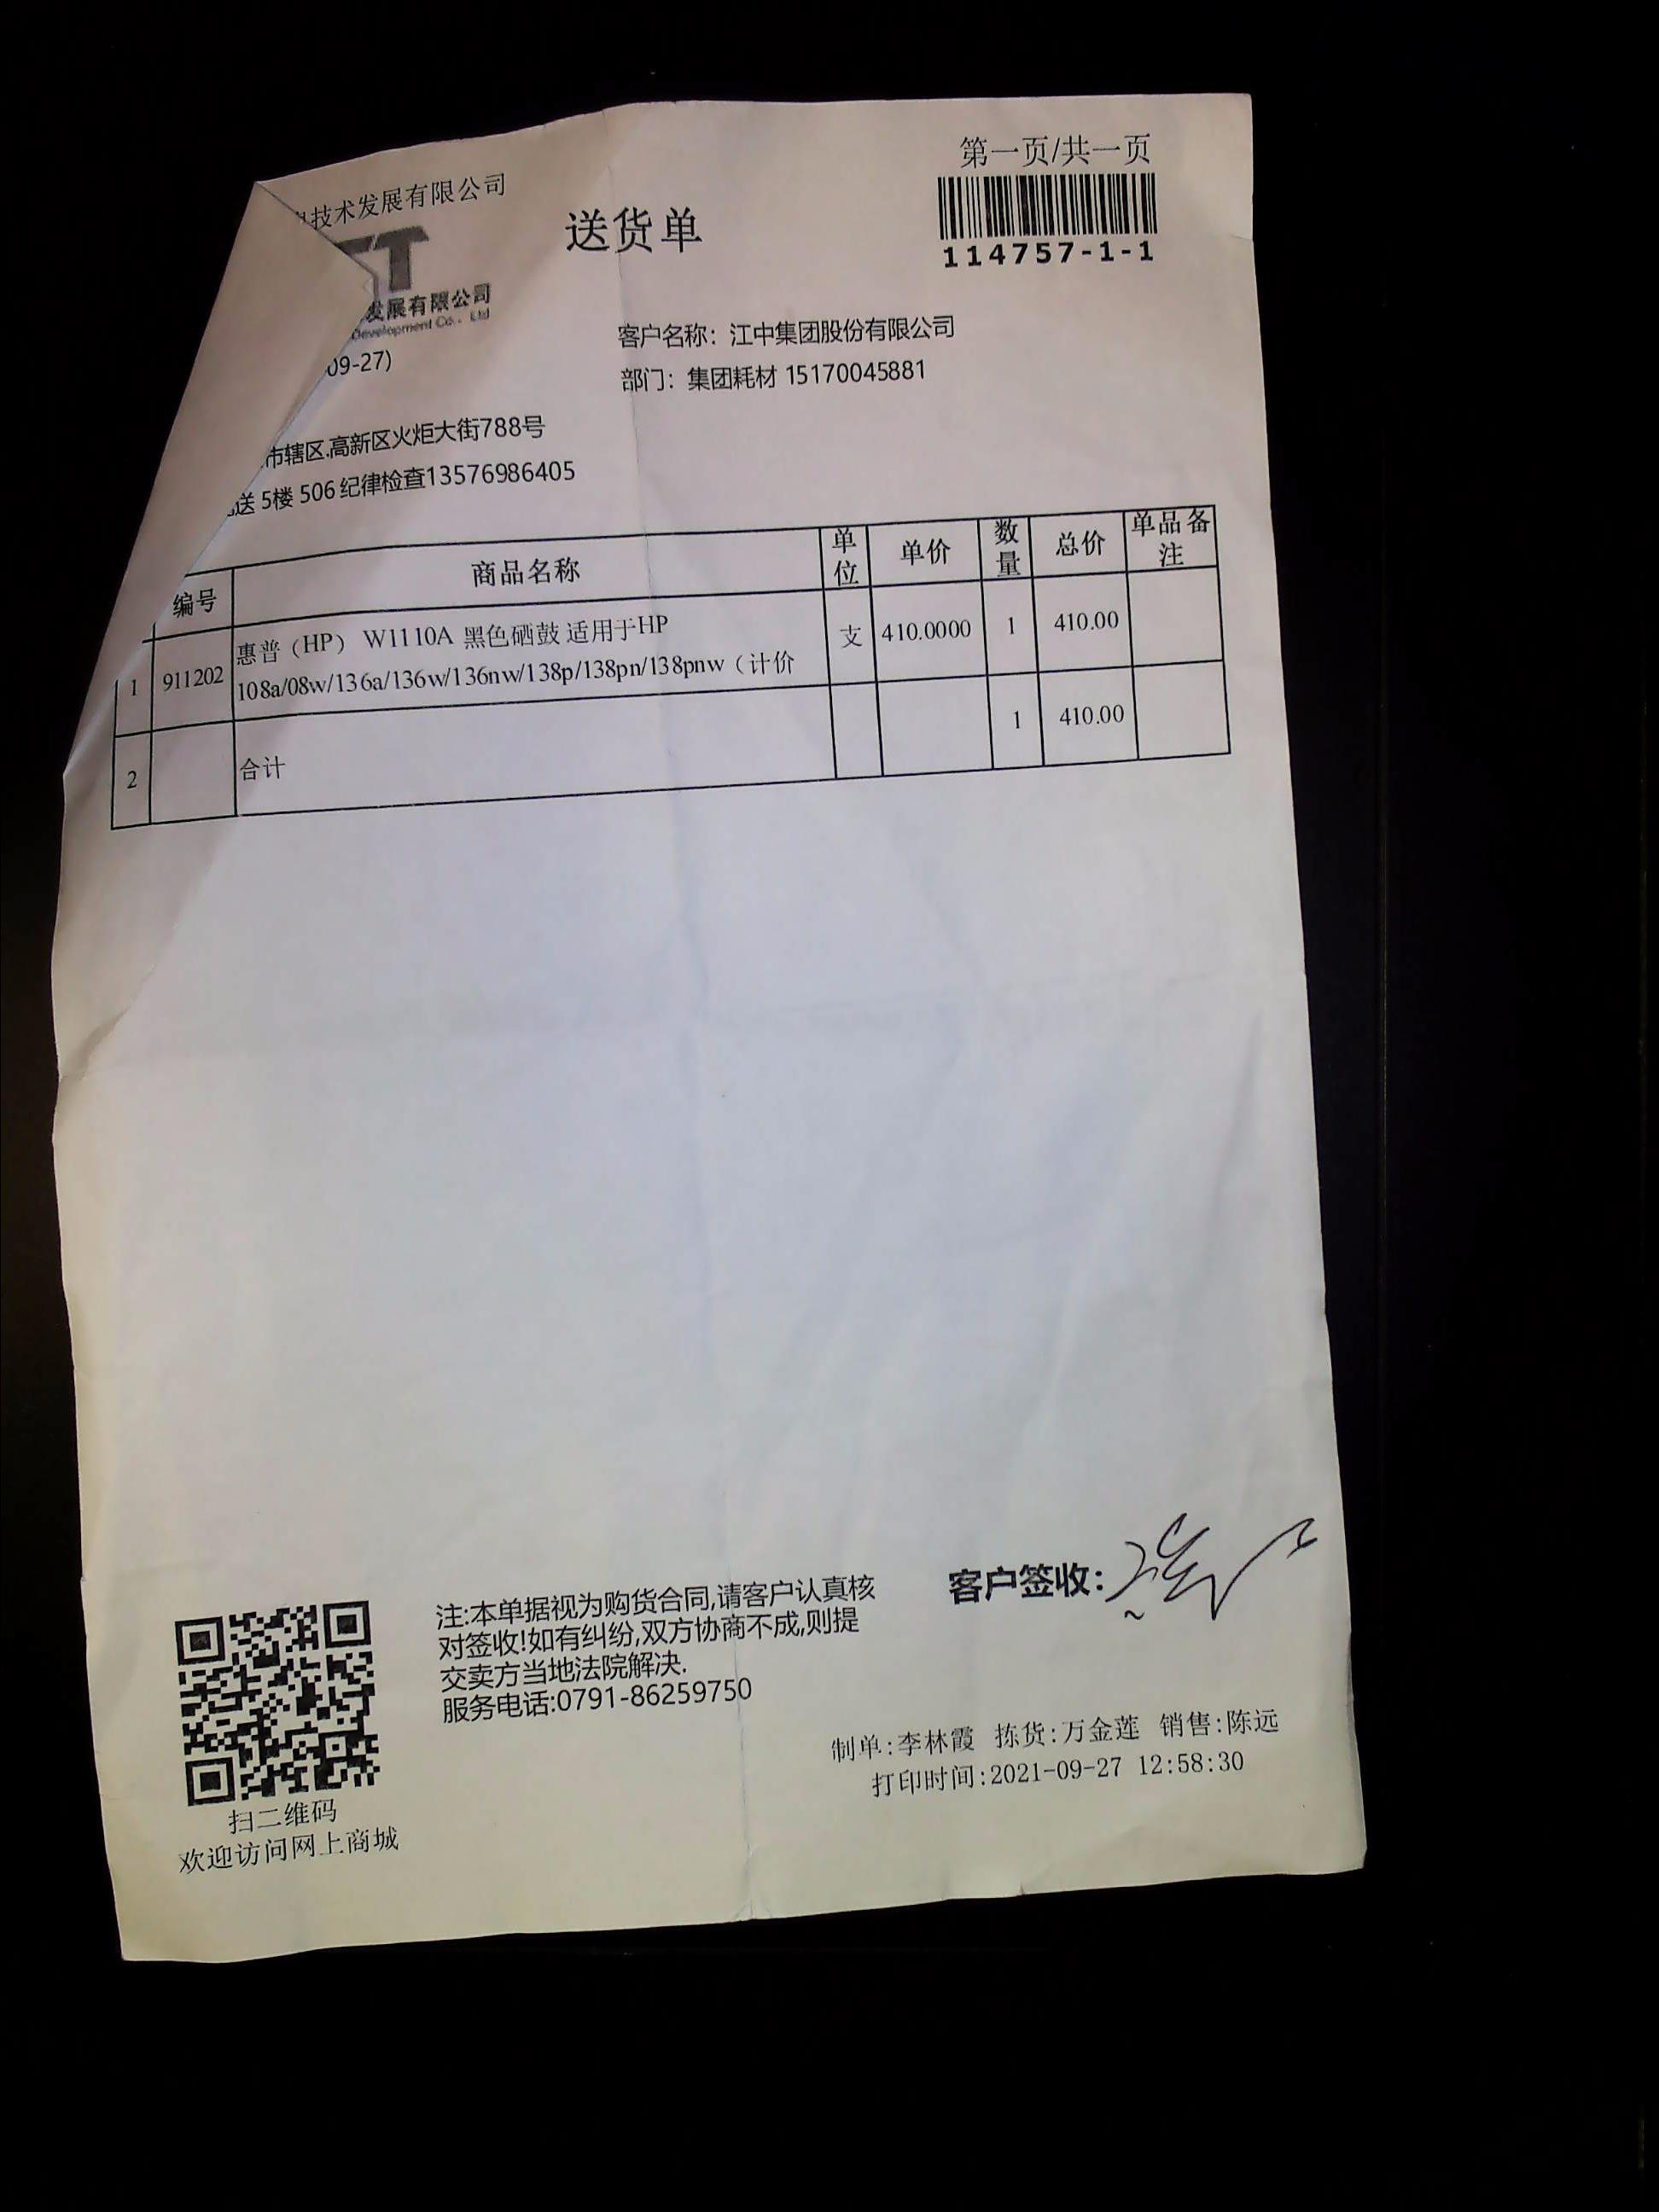 第一页/共一页
技术发展有限公司
送货单
114757-1-1
发展有限公司
Development Co., Ltd
09-27)
客户名称：江中集团股份有限公司
部门：集团耗材 15170045881
市辖区.高新区火炬大街788号
送 5楼 506 纪律检查13576986405
编号 商品名称 单位 单价 数量 总价 单品备注
1 911202 惠普（HP） W1110A 黑色硒鼓 适用于HP 支 410.0000 1 410.00
108a/08w/136a/136w/136nw/138p/138pn/138pnw（计价
2 合计 1 410.00
注:本单据视为购货合同,请客户认真核
对签收!如有纠纷,双方协商不成,则提
交卖方当地法院解决.
服务电话:0791-86259750
客户签收:
制单:李林霞 拣货:万金莲 销售:陈远
打印时间:2021-09-27 12:58:30
扫二维码
欢迎访问网上商城